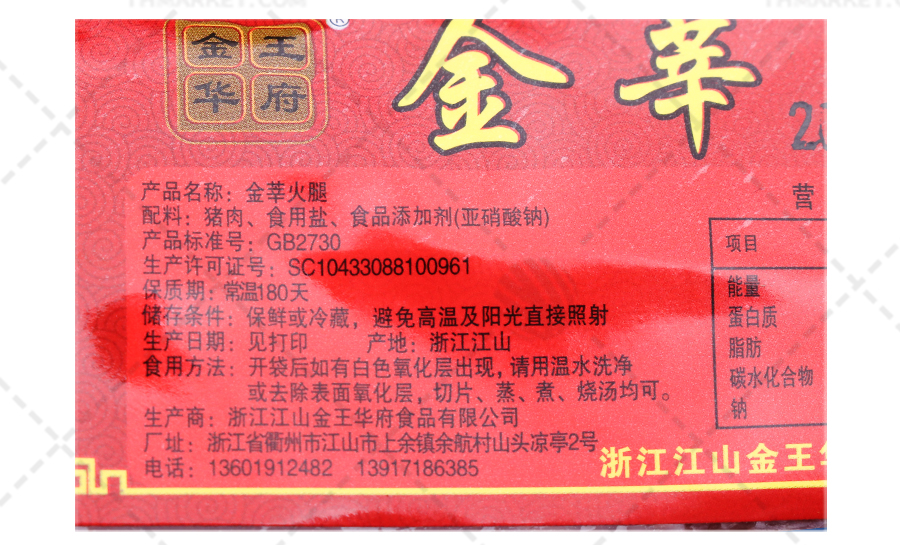 THMARKET.COM
THMARKET.COM
金王
华府
®
金莘
产品名称：金莘火腿
配料：猪肉、食用盐、食品添加剂(亚硝酸钠)
产品标准号：GB2730
生产许可证号：SC10433088100961
保质期：常温180天
储存条件：保鲜或冷藏，避免高温及阳光直接照射
生产日期：见打印 产地：浙江江山
食用方法：开袋后如有白色氧化层出现，请用温水洗净
或去除表面氧化层，切片、蒸、煮、烧汤均可。
生产商：浙江江山金王华府食品有限公司
厂址：浙江省衢州市江山市上余镇余航村山头凉亭2号
电话：13601912482 13917186385
营
项目
能量
蛋白质
脂肪
碳水化合物
钠
浙江江山金王华